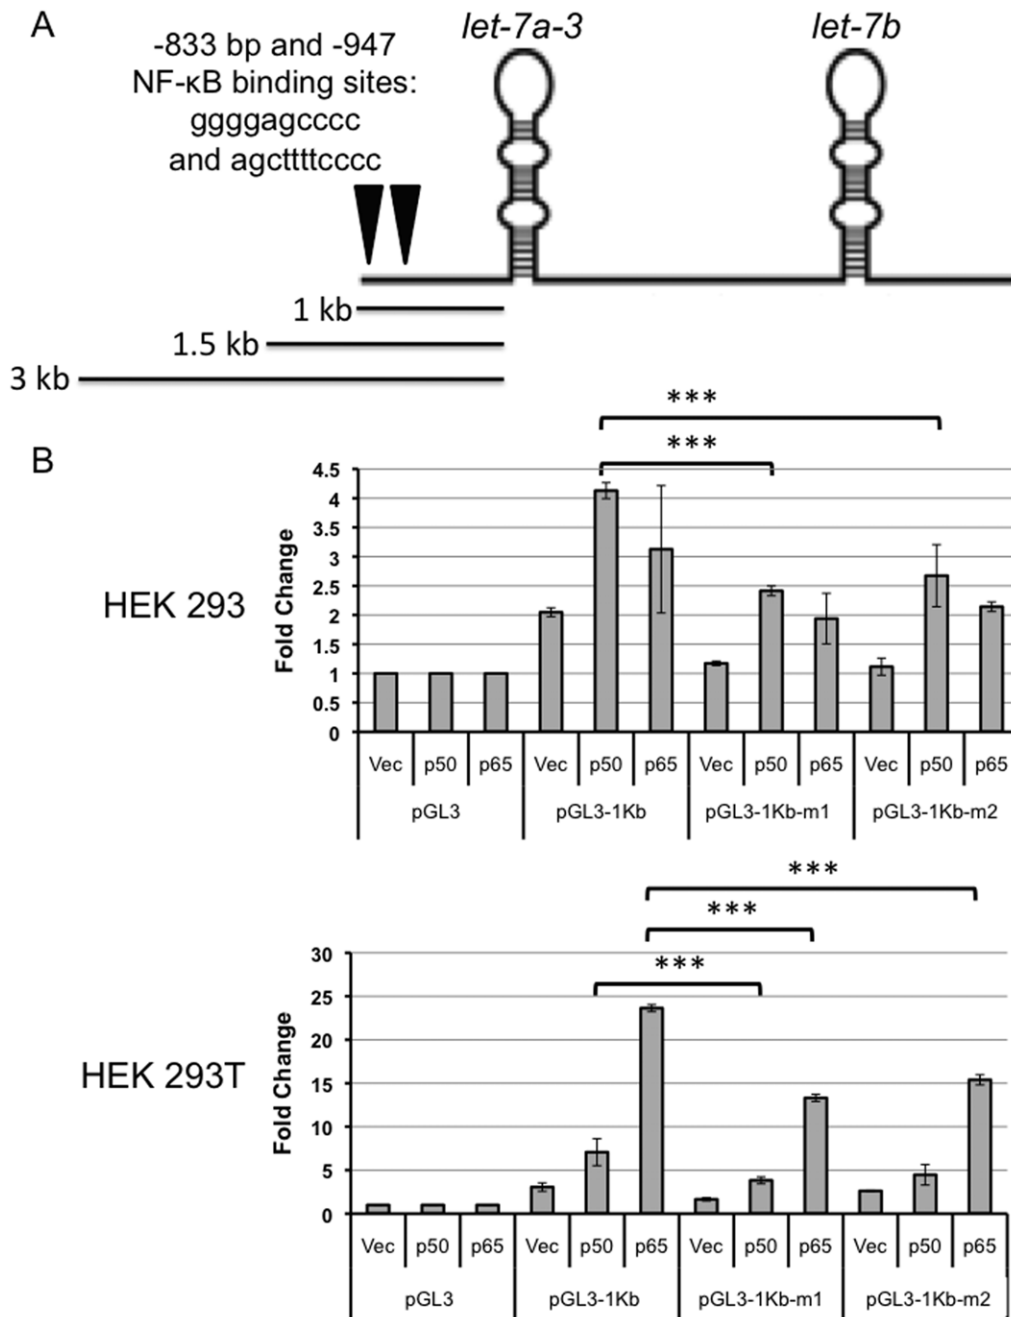 A
let-7a-3
let-7b
-833 bp and -947
NF-κB binding sites:
ggggagcccc
and agcttttcccc
1 kb
1.5 kb
3 kb
***
***
B
HEK 293
Fold Change
4.5
4
3.5
3
2.5
2
1.5
1
0.5
0
Vec p50 p65 Vec p50 p65 Vec p50 p65 Vec p50 p65
pGL3 pGL3-1Kb pGL3-1Kb-m1 pGL3-1Kb-m2
***
***
***
HEK 293T
Fold Change
30
25
20
15
10
5
0
Vec p50 p65 Vec p50 p65 Vec p50 p65 Vec p50 p65
pGL3 pGL3-1Kb pGL3-1Kb-m1 pGL3-1Kb-m2